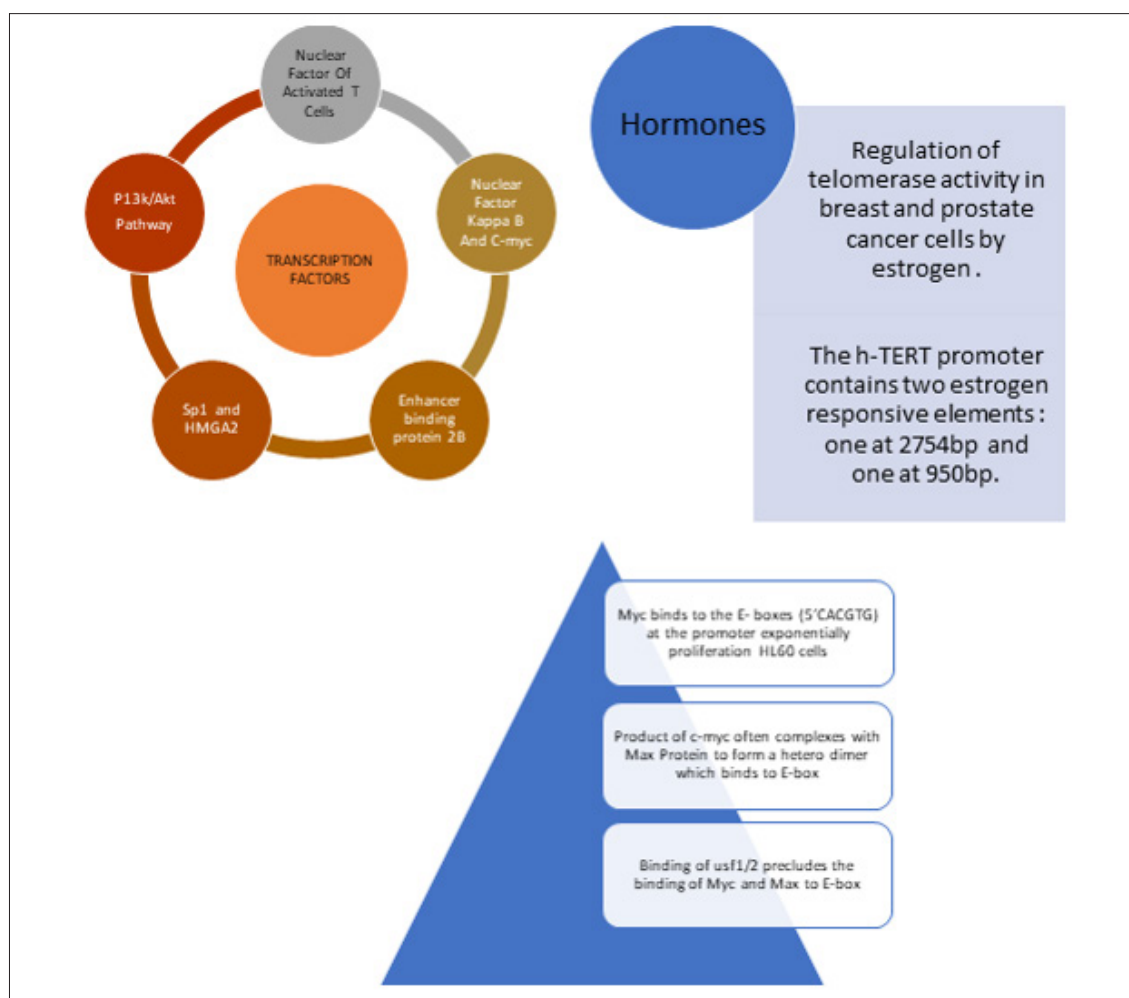 Nuclear
Factor Of
Activated T
Cells
P13k/Akt
Pathway
Nuclear
Factor
Kappa B
And C-myc
TRANSCRIPTION
FACTORS
Sp1 and
HMGA2
Enhancer
binding
protein 2B
Hormones
Regulation of
telomerase activity in
breast and prostate
cancer cells by
estrogen .
The h-TERT promoter
contains two estrogen
responsive elements :
one at 2754bp and
one at 950bp.
Myc binds to the E- boxes (5'CACGTG)
at the promoter exponentially
proliferation HL60 cells
Product of c-myc often complexes with
Max Protein to form a hetero dimer
which binds to E-box
Binding of usf1/2 precludes the
binding of Myc and Max to E-box